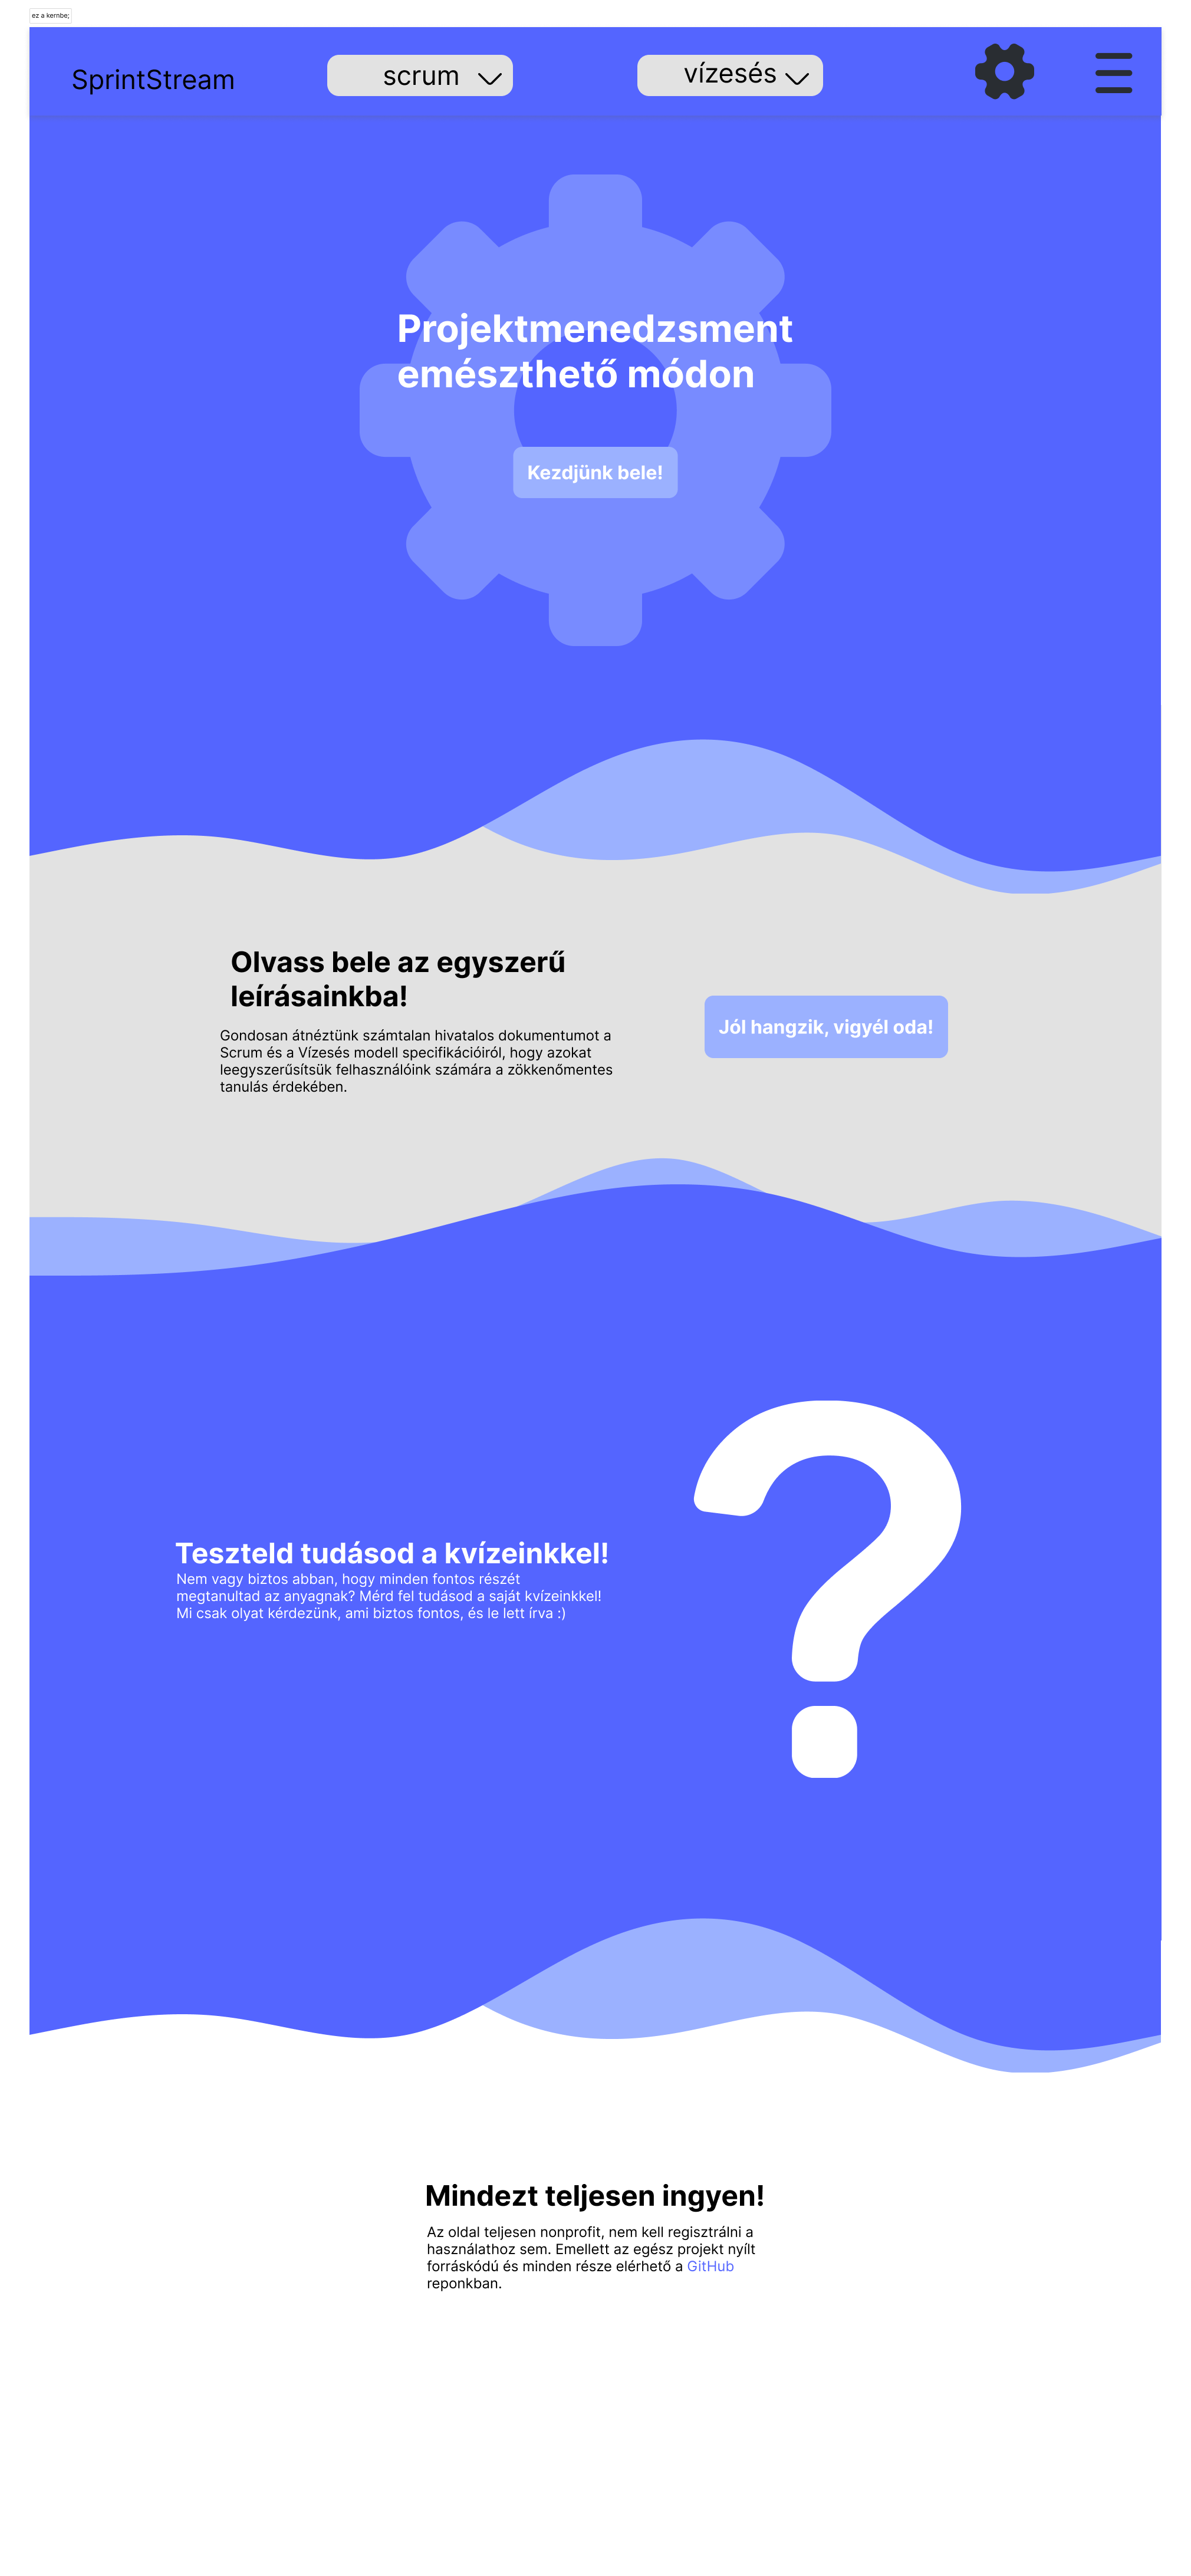 ez a kernbe;
SprintStream
scrum
vízesés
Projektmenedzsment
emészthető módon
Kezdjünk bele!
Olvass bele az egyszerű
leírásainkba!
Gondosan átnéztünk számtalan hivatalos dokumentumot a
Scrum és a Vízesés modell specifikációiról, hogy azokat
leegyszerűsítsük felhasználóink számára a zökkenőmentes
tanulás érdekében.
Jól hangzik, vigyél oda!
Teszteld tudásod a kvízeinkkel!
Nem vagy biztos abban, hogy minden fontos részét
megtanultad az anyagnak? Mérd fel tudásod a saját kvízeinkkel!
Mi csak olyat kérdezünk, ami biztos fontos, és le lett írva :)
?
Mindezt teljesen ingyen!
Az oldal teljesen nonprofit, nem kell regisztrálni a
használathoz sem. Emellett az egész projekt nyílt
forráskódú és minden része elérhető a GitHub
reponkban.